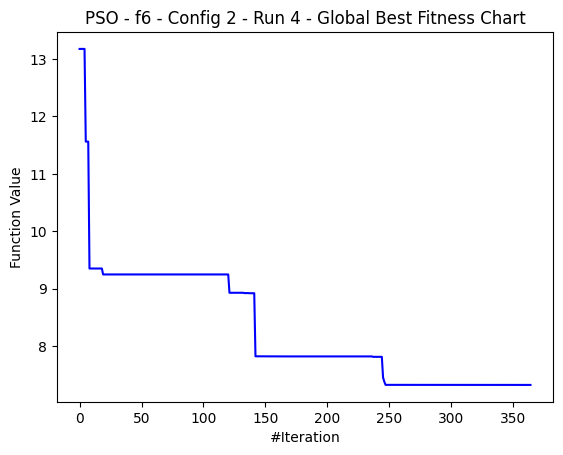 PSO - f6 - Config 2 - Run 4 - Global Best Fitness Chart
13
12
11
10
9
8
Function Value
0 50 100 150 200 250 300 350
#Iteration